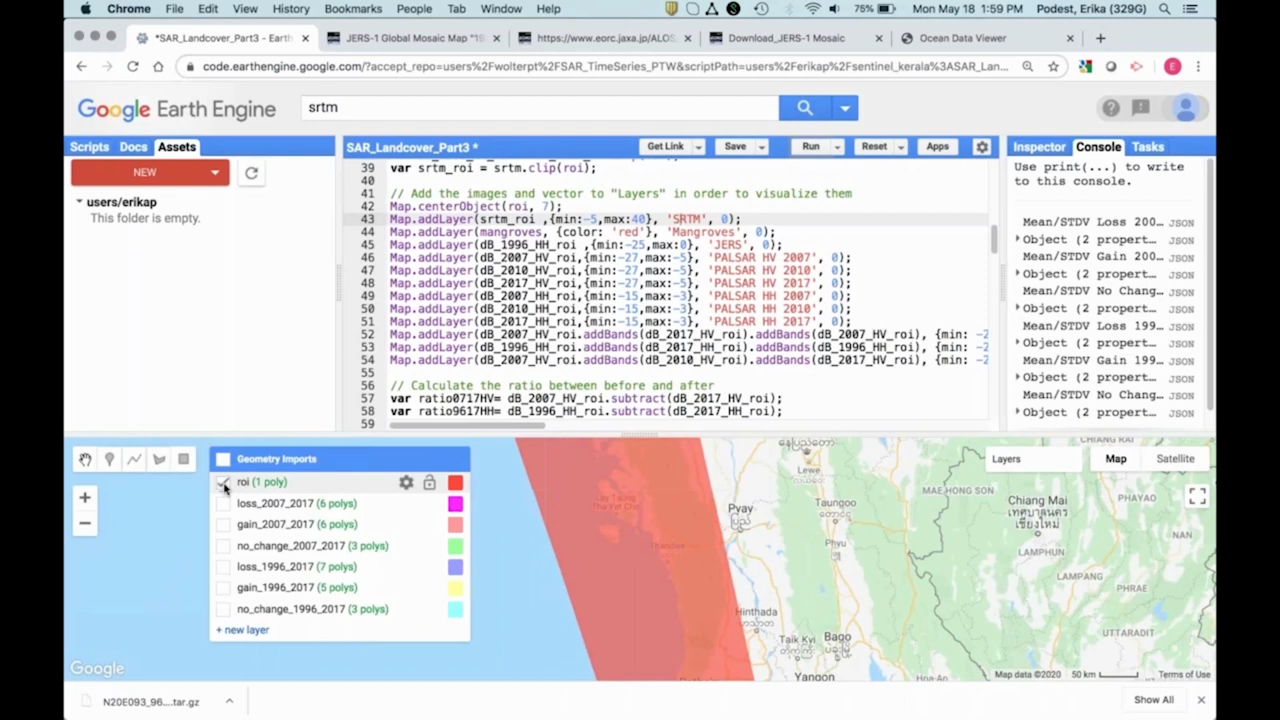 Chrome File Edit View History Bookmarks People Tab Window Help
75% Mon May 18 1:59 PM Podest, Erika (329G)
*SAR_Landcover_Part3 - Earth
JERS-1 Global Mosaic Map "19
https://www.eorc.jaxa.jp/ALOS
Download_JERS-1 Mosaic
Ocean Data Viewer
code.earthengine.google.com/?accept_repo=users%2Fwolterpt%2FSAR_TimeSeries_PTW&scriptPath=users%2Ferikap%2Fsentinel_kerala%3ASAR_Lan...
E
Google Earth Engine
srtm
Scripts Docs Assets
NEW
users/erikap
This folder is empty.
SAR_Landcover_Part3 *
Get Link Save Run Reset Apps
39 var srtm_roi = srtm.clip(roi);
40
41 // Add the images and vector to "Layers" in order to visualize them
42 Map.centerObject(roi, 7);
43 Map.addLayer(srtm_roi ,{min:-5,max:40}, 'SRTM', 0);
44 Map.addLayer(mangroves, {color: 'red'}, 'Mangroves', 0);
45 Map.addLayer(dB_1996_HH_roi ,{min:-25,max:0}, 'JERS', 0);
46 Map.addLayer(dB_2007_HV_roi,{min:-27,max:-5}, 'PALSAR HV 2007', 0);
47 Map.addLayer(dB_2010_HV_roi,{min:-27,max:-5}, 'PALSAR HV 2010', 0);
48 Map.addLayer(dB_2017_HV_roi,{min:-27,max:-5}, 'PALSAR HV 2017', 0);
49 Map.addLayer(dB_2007_HH_roi,{min:-15,max:-3}, 'PALSAR HH 2007', 0);
50 Map.addLayer(dB_2010_HH_roi,{min:-15,max:-3}, 'PALSAR HH 2010', 0);
51 Map.addLayer(dB_2017_HH_roi,{min:-15,max:-3}, 'PALSAR HH 2017', 0);
52 Map.addLayer(dB_2007_HV_roi.addBands(dB_2017_HV_roi).addBands(dB_2007_HV_roi), {min: -2
53 Map.addLayer(dB_1996_HH_roi.addBands(dB_2017_HH_roi).addBands(dB_1996_HH_roi), {min: -2
54 Map.addLayer(dB_2007_HV_roi.addBands(dB_2010_HV_roi).addBands(dB_2017_HV_roi), {min: -2
55
56 // Calculate the ratio between before and after
57 var ratio0717HV= dB_2007_HV_roi.subtract(dB_2017_HV_roi);
58 var ratio9617HH= dB_1996_HH_roi.subtract(dB_2017_HH_roi);
59
Inspector Console Tasks
Use print(...) to write
to this console.
Mean/STDV Loss 200... JSON
Object (2 propert... JSON
Mean/STDV Gain 200... JSON
Object (2 propert... JSON
Mean/STDV No Chang... JSON
Object (2 propert... JSON
Mean/STDV Loss 199... JSON
Object (2 propert... JSON
Mean/STDV Gain 199... JSON
Object (2 propert... JSON
Mean/STDV No Chang... JSON
Object (2 propert... JSON
Geometry Imports
roi (1 poly)
loss_2007_2017 (6 polys)
gain_2007_2017 (6 polys)
no_change_2007_2017 (3 polys)
loss_1996_2017 (7 polys)
gain_1996_2017 (5 polys)
no_change_1996_2017 (3 polys)
+ new layer
Layers
Map Satellite
CHIANG RAI
Lewe
MAE HONG SON
PHAYAO
Chiang Mai
Pyay
Taungoo
NAN
Thandwe
Phyu
LAMPHUN
LAMPANG
PHRAE
Hinthada
UTTARADIT
Taik Kyi
Bago
Yangon
Google
Map data ©2020 50 km Terms of Use
N20E093_96....tar.gz
Show All